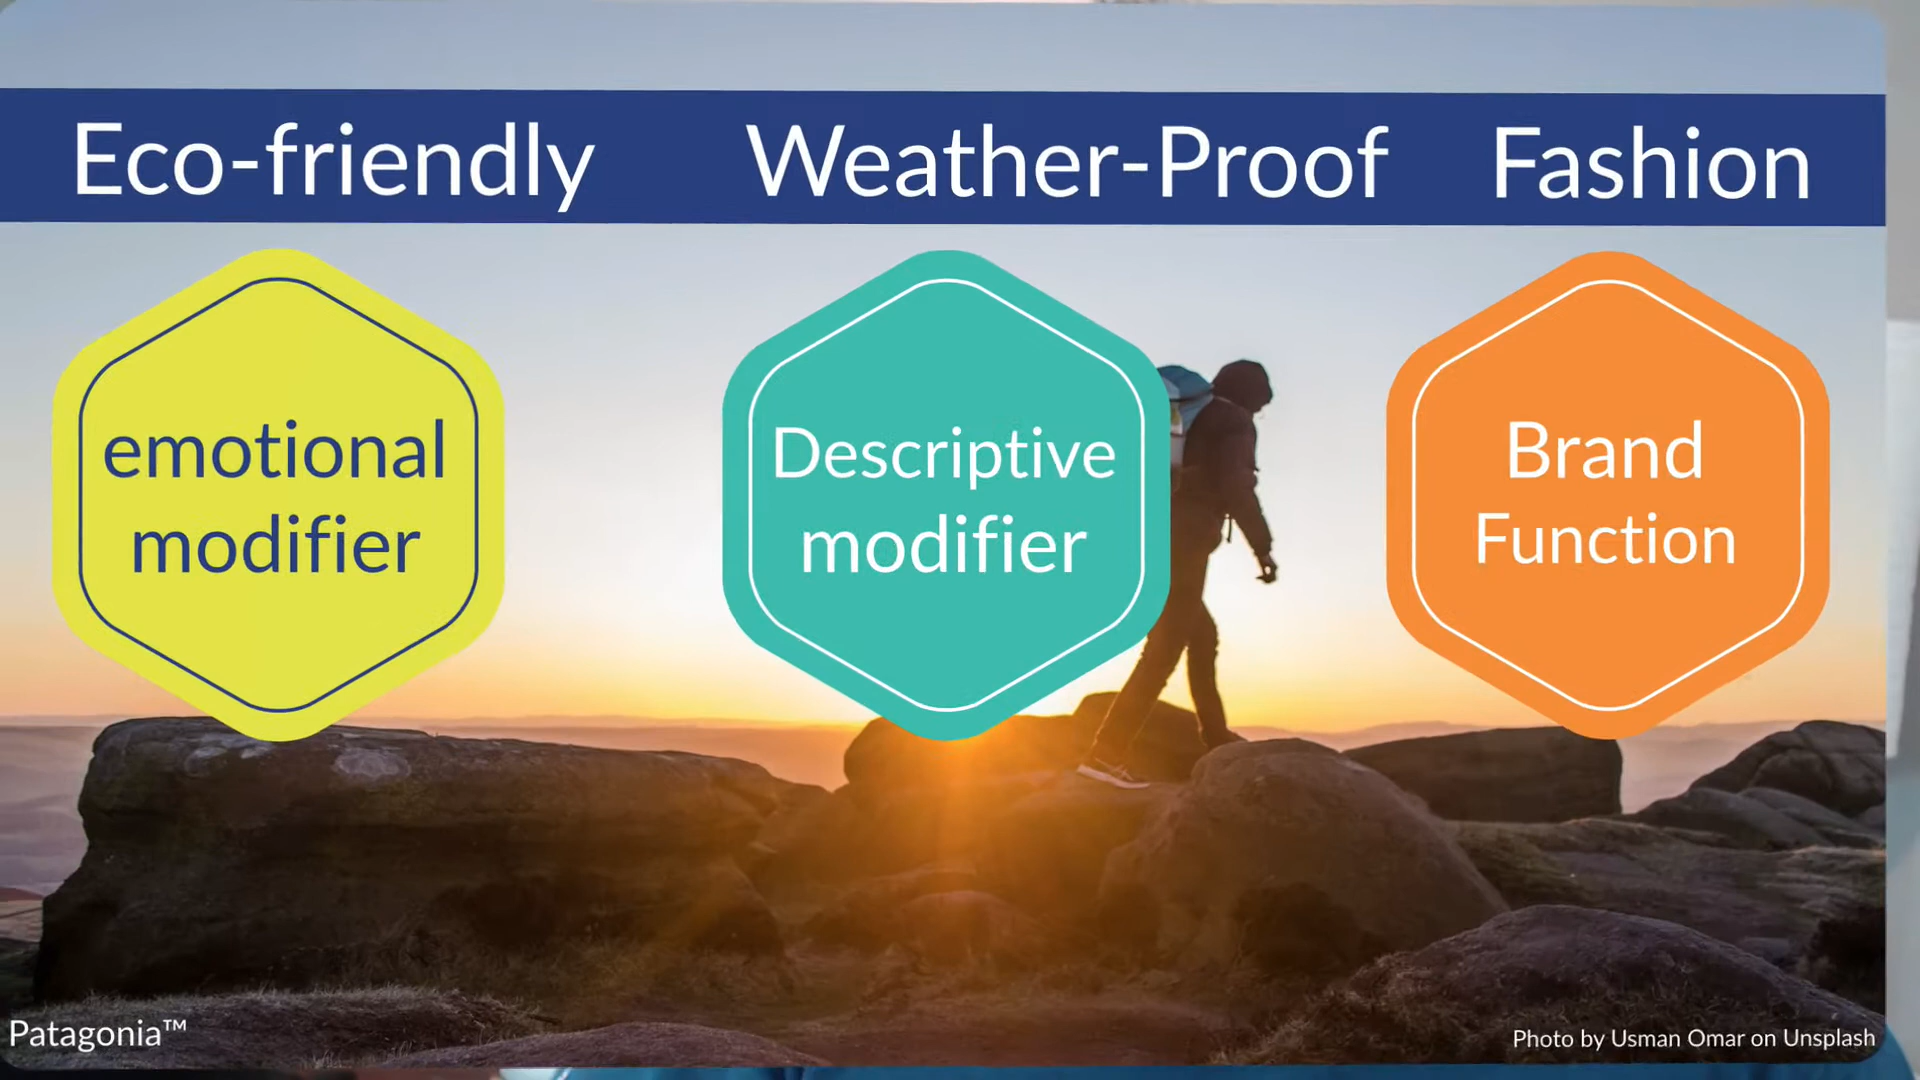 Eco-friendly Weather-Proof Fashion
emotional
modifier
Descriptive
modifier
Brand
Function
Patagonia™
Photo by Usman Omar on Unsplash